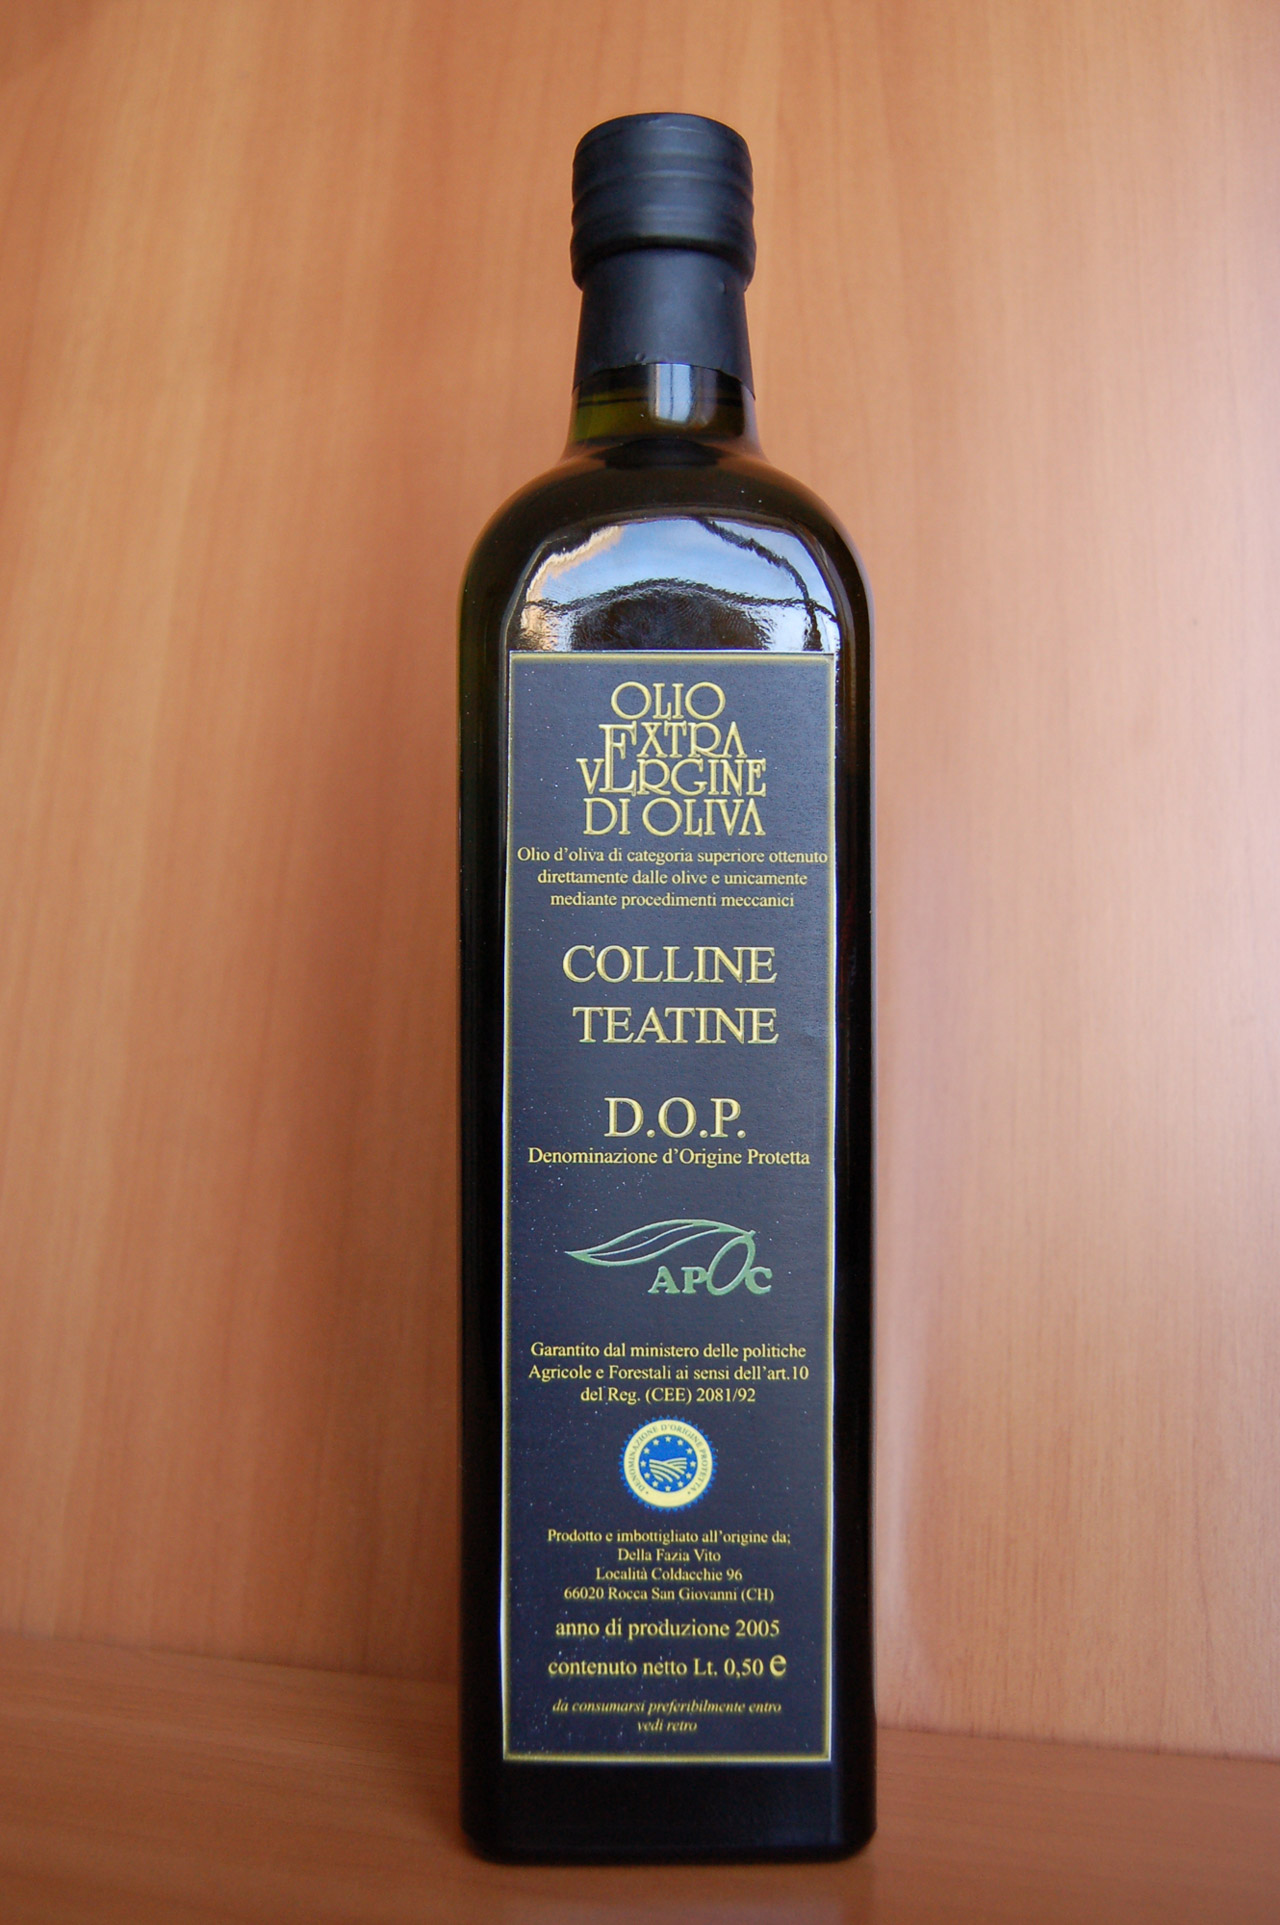 OLIO
EXTRA
VERGINE
DI OLIVA
Olio d'oliva di categoria superiore ottenuto
direttamente dalle olive e unicamente
mediante procedimenti meccanici
COLLINE
TEATINE
D.O.P.
Denominazione d'Origine Protetta
APOC
Garantito dal ministero delle politiche
Agricole e Forestali ai sensi dell'art.10
del Reg. (CEE) 2081/92
DENOMINAZIONE D'ORIGINE PROTETTA
Prodotto e imbottigliato all'origine da;
Della Fazia Vito
Località Coldacchie 96
66020 Rocca San Giovanni (CH)
anno di produzione 2005
contenuto netto Lt. 0,50 e
da consumarsi preferibilmente entro
vedi retro